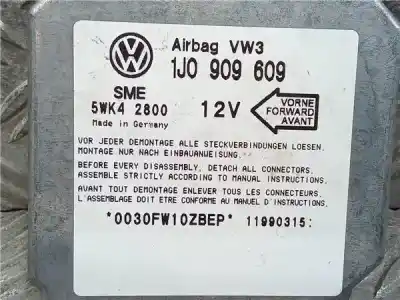 Airbag VW3
1J0 909 609
SME
5WK4 2800
12V
Made in Germany
VORNE
FORWARD
AVANT
VOR JEDER DEMONTAGE ALLE STECKVERBINDUNGEN LOESEN.
MONTAGE NUR NACH EINBAUANWEISUNG.
BEFORE EVERY DISASSEMBLY, DETACH ALL CONNECTORS.
ASSEMBLE STRICTLY ACCORDING TO MANUAL INSTRUCTIONS.
AVANT TOUT DEMONTAGE ENLEVER TOUS LES CONNECTEURS.
L'ASSEMBLAGE DOIT ETRE CONFORME AU MANUEL D'INSTRUCTIONS.
*0030FW10ZBEP* 11990315: